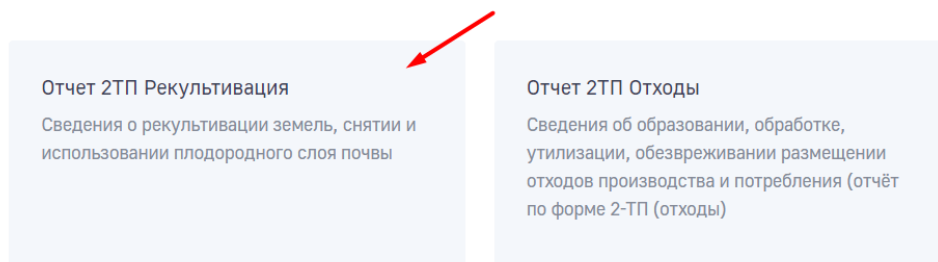 Отчет 2ТП Рекультивация
Сведения о рекультивации земель, снятии и
использовании плодородного слоя почвы
Отчет 2ТП Отходы
Сведения об образовании, обработке,
утилизации, обезвреживании размещении
отходов производства и потребления (отчёт
по форме 2-ТП (отходы)